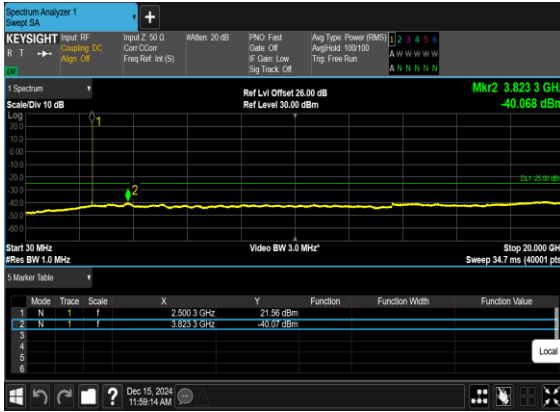 Spectrum Analyzer 1
Swept SA
+
KEYSIGHT Input: RF Input Z: 50 Ω #Atten: 20 dB PNO: Fast Avg Type: Power (RMS) 1 2 3 4 5 6
R T Coupling: DC Corr CCorr Gate: Off Avg|Hold: 100/100 A W W W W W
Align: Off Freq Ref: Int (S) IF Gain: Low Trig: Free Run
Sig Track: Off A N N N N N
1 Spectrum Ref Lvl Offset 26.00 dB Mkr2 3.823 3 GHz
Scale/Div 10 dB Ref Level 30.00 dBm -40.068 dBm
Log
20.0
10.0
0.00
-10.0
-20.0
-30.0
-40.0
-50.0
-60.0
1
2
DL1 -25.00 dBm
Start 30 MHz Video BW 3.0 MHz* Stop 20.000 GH
#Res BW 1.0 MHz Sweep 34.7 ms (40001 pts
5 Marker Table
Mode Trace Scale X Y Function Function Width Function Value
1 N 1 f 2.500 3 GHz 21.56 dBm
2 N 1 f 3.823 3 GHz -40.07 dBm
3
4
5
6
Local
? Dec 15, 2024
11:59:14 AM